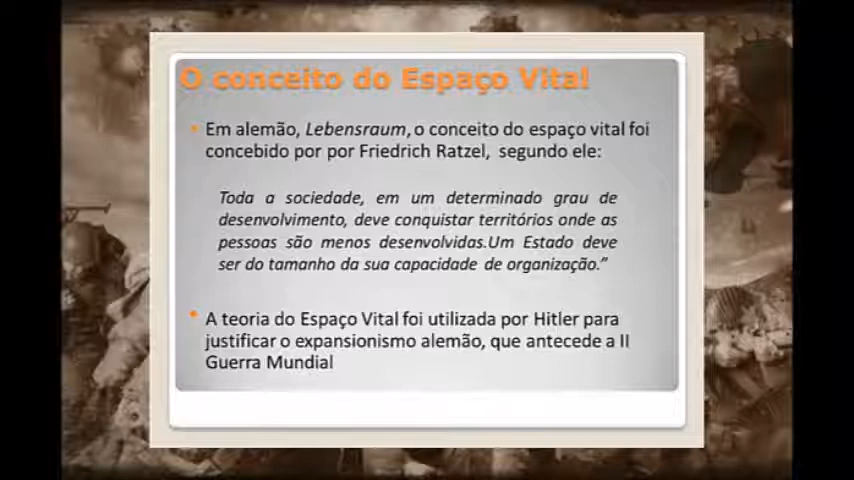 O conceito do Espaço Vital
Em alemão, Lebensraum, o conceito do espaço vital foi
concebido por por Friedrich Ratzel, segundo ele:
Toda a sociedade, em um determinado grau de
desenvolvimento, deve conquistar territórios onde as
pessoas são menos desenvolvidas.Um Estado deve
ser do tamanho da sua capacidade de organização.”
A teoria do Espaço Vital foi utilizada por Hitler para
justificar o expansionismo alemão, que antecede a II
Guerra Mundial